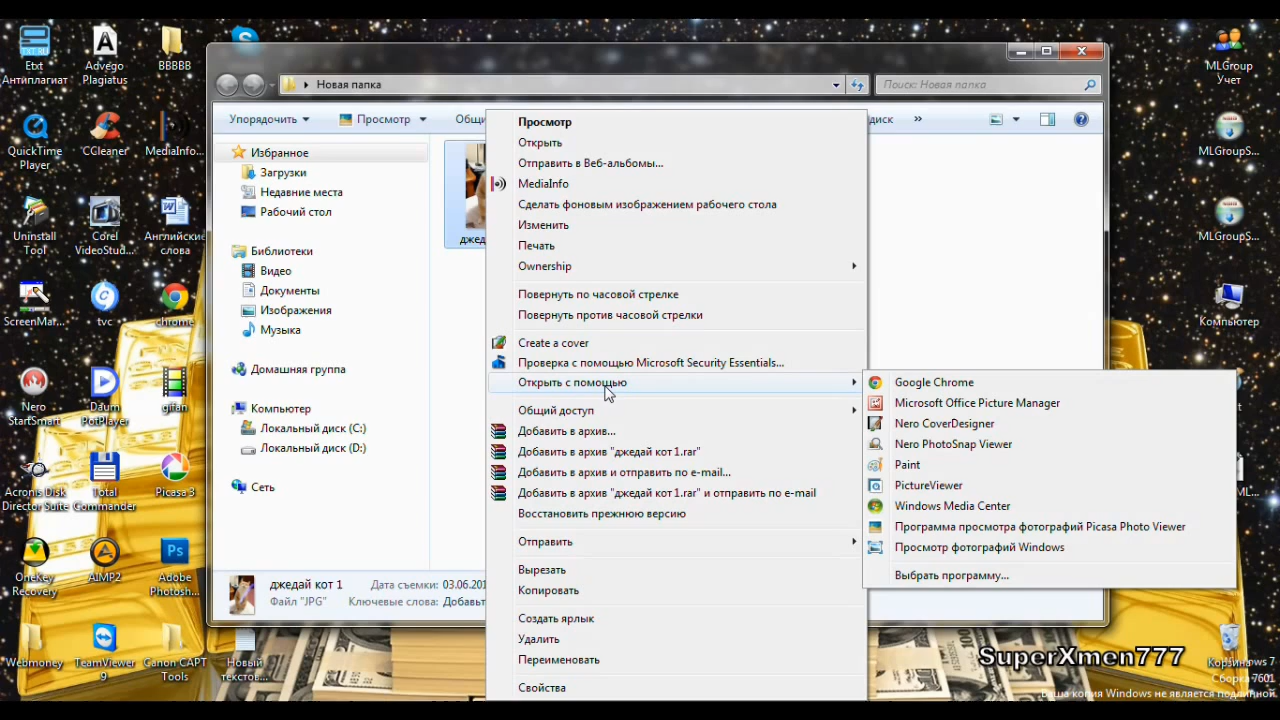 Новая папка
Поиск: Новая папка
Упорядочить
Просмотр
диск
»
Избранное
Загрузки
Недавние места
Рабочий стол
Библиотеки
Видео
Документы
Изображения
Музыка
Домашняя группа
Компьютер
Локальный диск (C:)
Локальный диск (D:)
Сеть
джедай кот 1
Файл "JPG"
Дата съемки: 03.06.201
Ключевые слова:
Просмотр
Открыть
Отправить в Веб-альбомы...
MediaInfo
Сделать фоновым изображением рабочего стола
Изменить
Печать
Ownership
Повернуть по часовой стрелке
Повернуть против часовой стрелки
Create a cover
Проверка с помощью Microsoft Security Essentials...
Открыть с помощью
Общий доступ
Добавить в архив...
Добавить в архив "джедай кот 1.rar"
Добавить в архив и отправить по e-mail...
Добавить в архив "джедай кот 1.rar" и отправить по e-mail
Восстановить прежнюю версию
Отправить
Вырезать
Копировать
Создать ярлык
Удалить
Переименовать
Свойства
Google Chrome
Microsoft Office Picture Manager
Nero CoverDesigner
Nero PhotoSnap Viewer
Paint
PictureViewer
Windows Media Center
Программа просмотра фотографий Picasa Photo Viewer
Просмотр фотографий Windows
Выбрать программу...
Etxt
Антиплагиат
Advego
Plagiatus
BBBBB
QuickTime
Player
CCleaner
MediaInfo...
Uninstall
Tool
Corel
VideoStud...
Английские
слова
ScreenMar...
tvc
chrome
Nero
StartSmart
Daum
PotPlayer
gifan
Acronis Disk
Director Suite
Total
Commander
Picasa 3
OneKey
Recovery
AIMP2
Adobe
Photosh...
Webmoney
TeamViewer
9
Canon CAPT
Tools
Новый
текстов...
MLGroup
Учет
MLGroupS...
MLGroupS...
Компьютер
Корзина
SuperXmen777
Сборка 7601
Ваша копия Windows не является подлинной